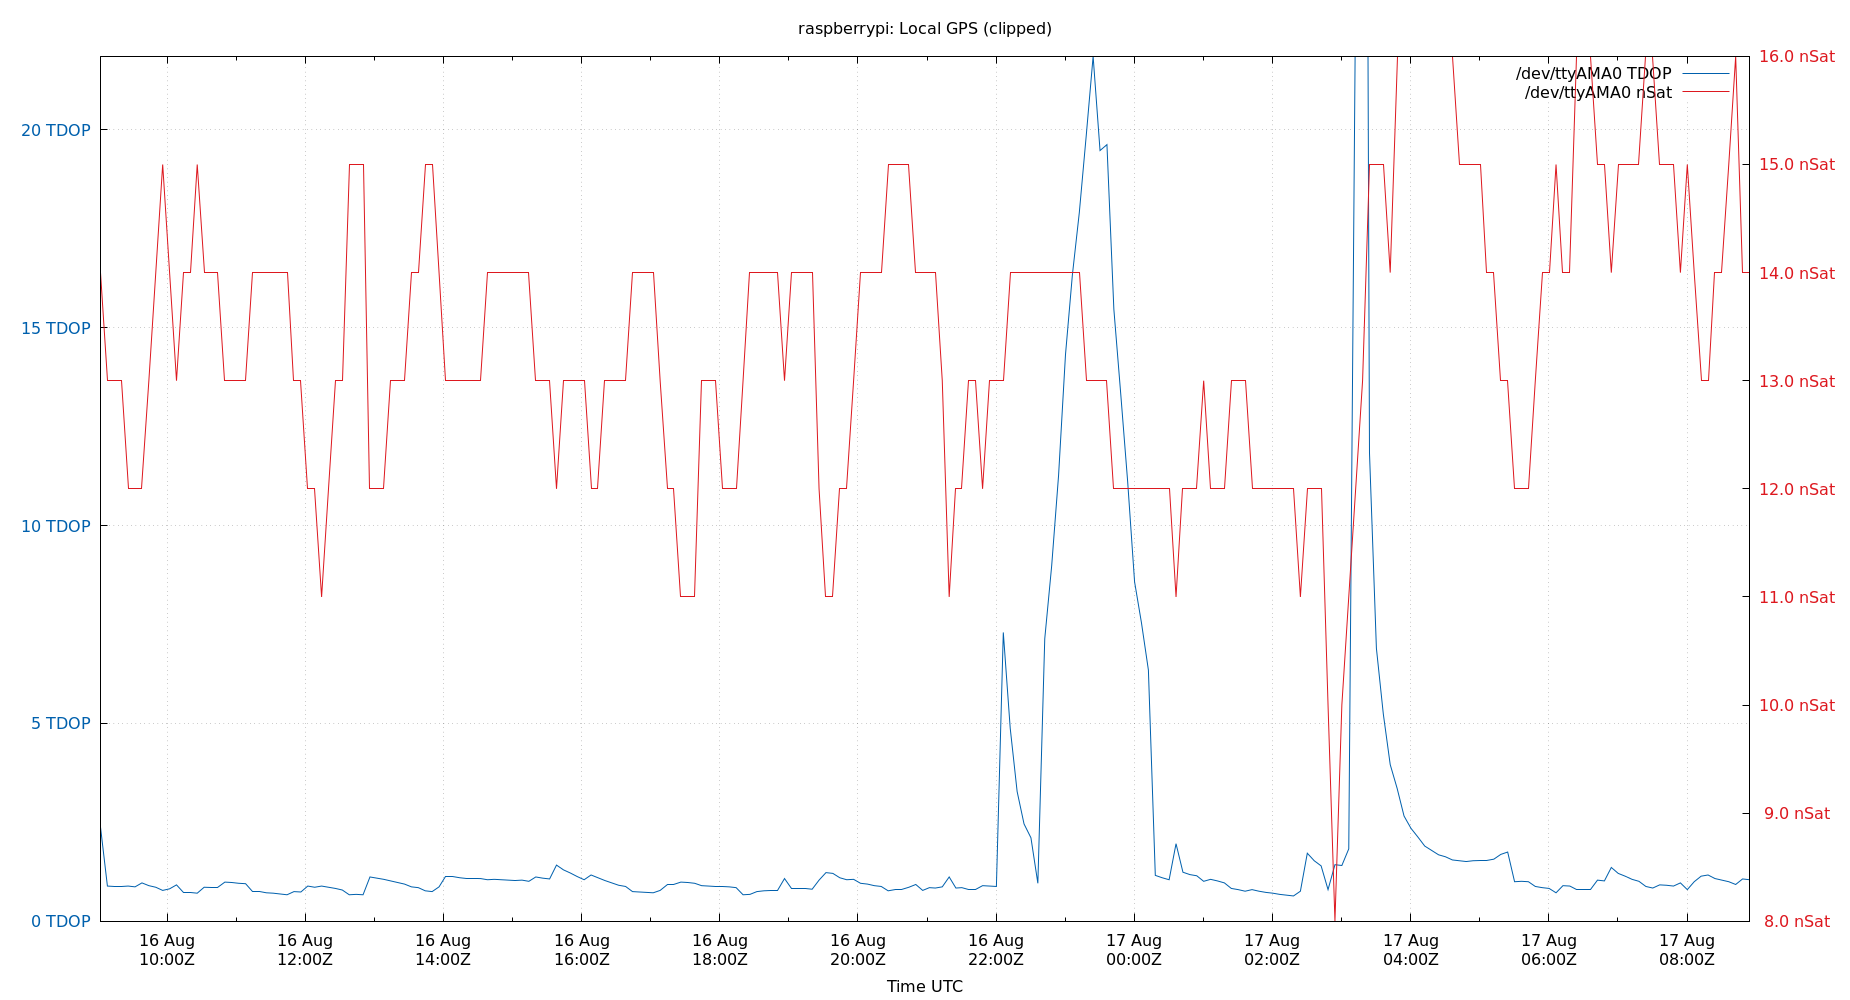 raspberrypi: Local GPS (clipped)
16.0 nSat
/dev/ttyAMA0 TDOP
/dev/ttyAMA0 nSat
20 TDOP
15.0 nSat
14.0 nSat
15 TDOP
13.0 nSat
12.0 nSat
10 TDOP
11.0 nSat
10.0 nSat
5 TDOP
9.0 nSat
0 TDOP
8.0 nSat
16 Aug 16 Aug 16 Aug 16 Aug 16 Aug 16 Aug 16 Aug 17 Aug 17 Aug 17 Aug 17 Aug 17 Aug
10:00Z 12:00Z 14:00Z 16:00Z 18:00Z 20:00Z 22:00Z 00:00Z 02:00Z 04:00Z 06:00Z 08:00Z
Time UTC